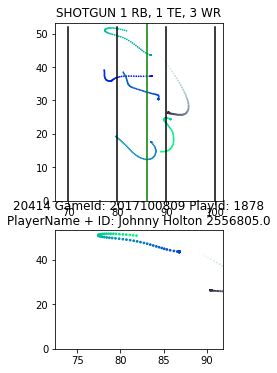 SHOTGUN 1 RB, 1 TE, 3 WR
50
40
30
20
10
0
70 80 90 100
20414 GameId: 2017100809 PlayId: 1878
PlayerName + ID: Johnny Holton 2556805.0
40
20
0
75 80 85 90